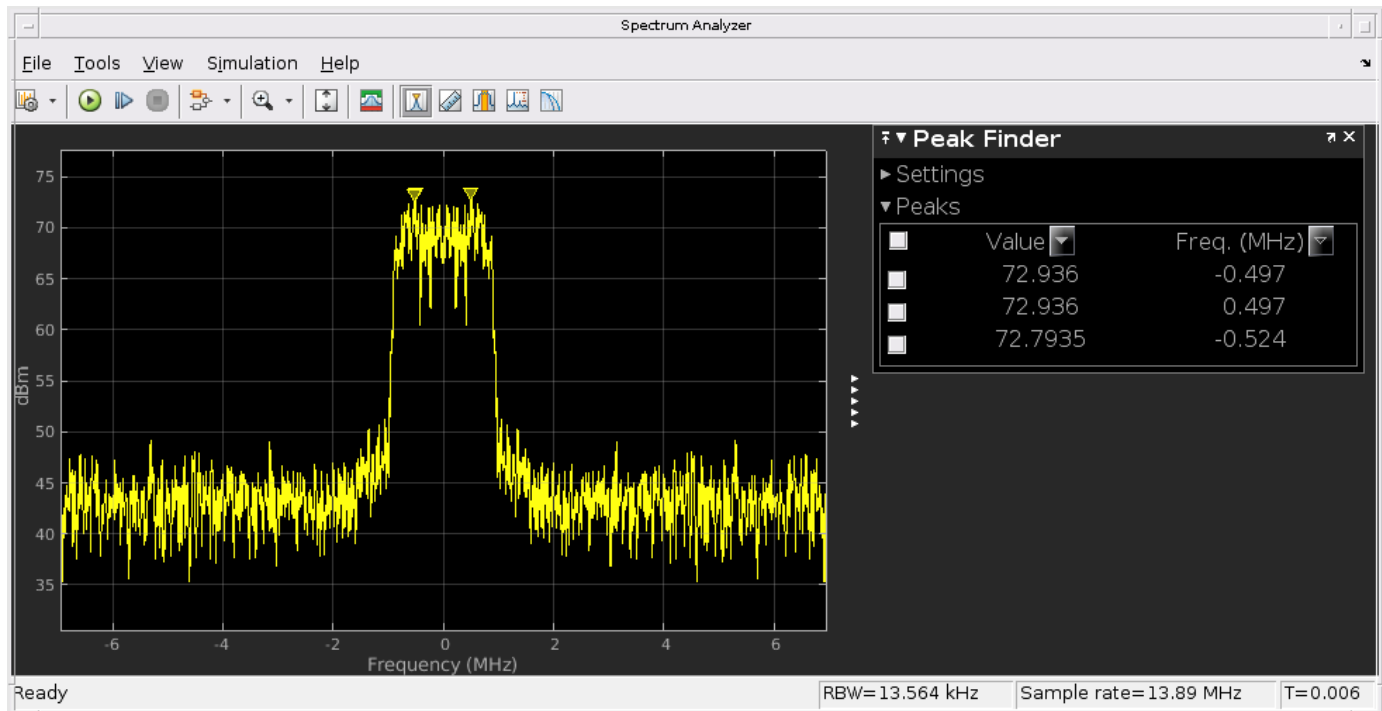 Spectrum Analyzer
File Tools View Simulation Help
Peak Finder
Settings
Peaks
Value Freq. (MHz)
72.936 -0.497
72.936 0.497
72.7935 -0.524
75
70
65
60
55
50
45
40
35
dBm
-6 -4 -2 0 2 4 6
Frequency (MHz)
Ready RBW=13.564 kHz Sample rate=13.89 MHz T=0.006